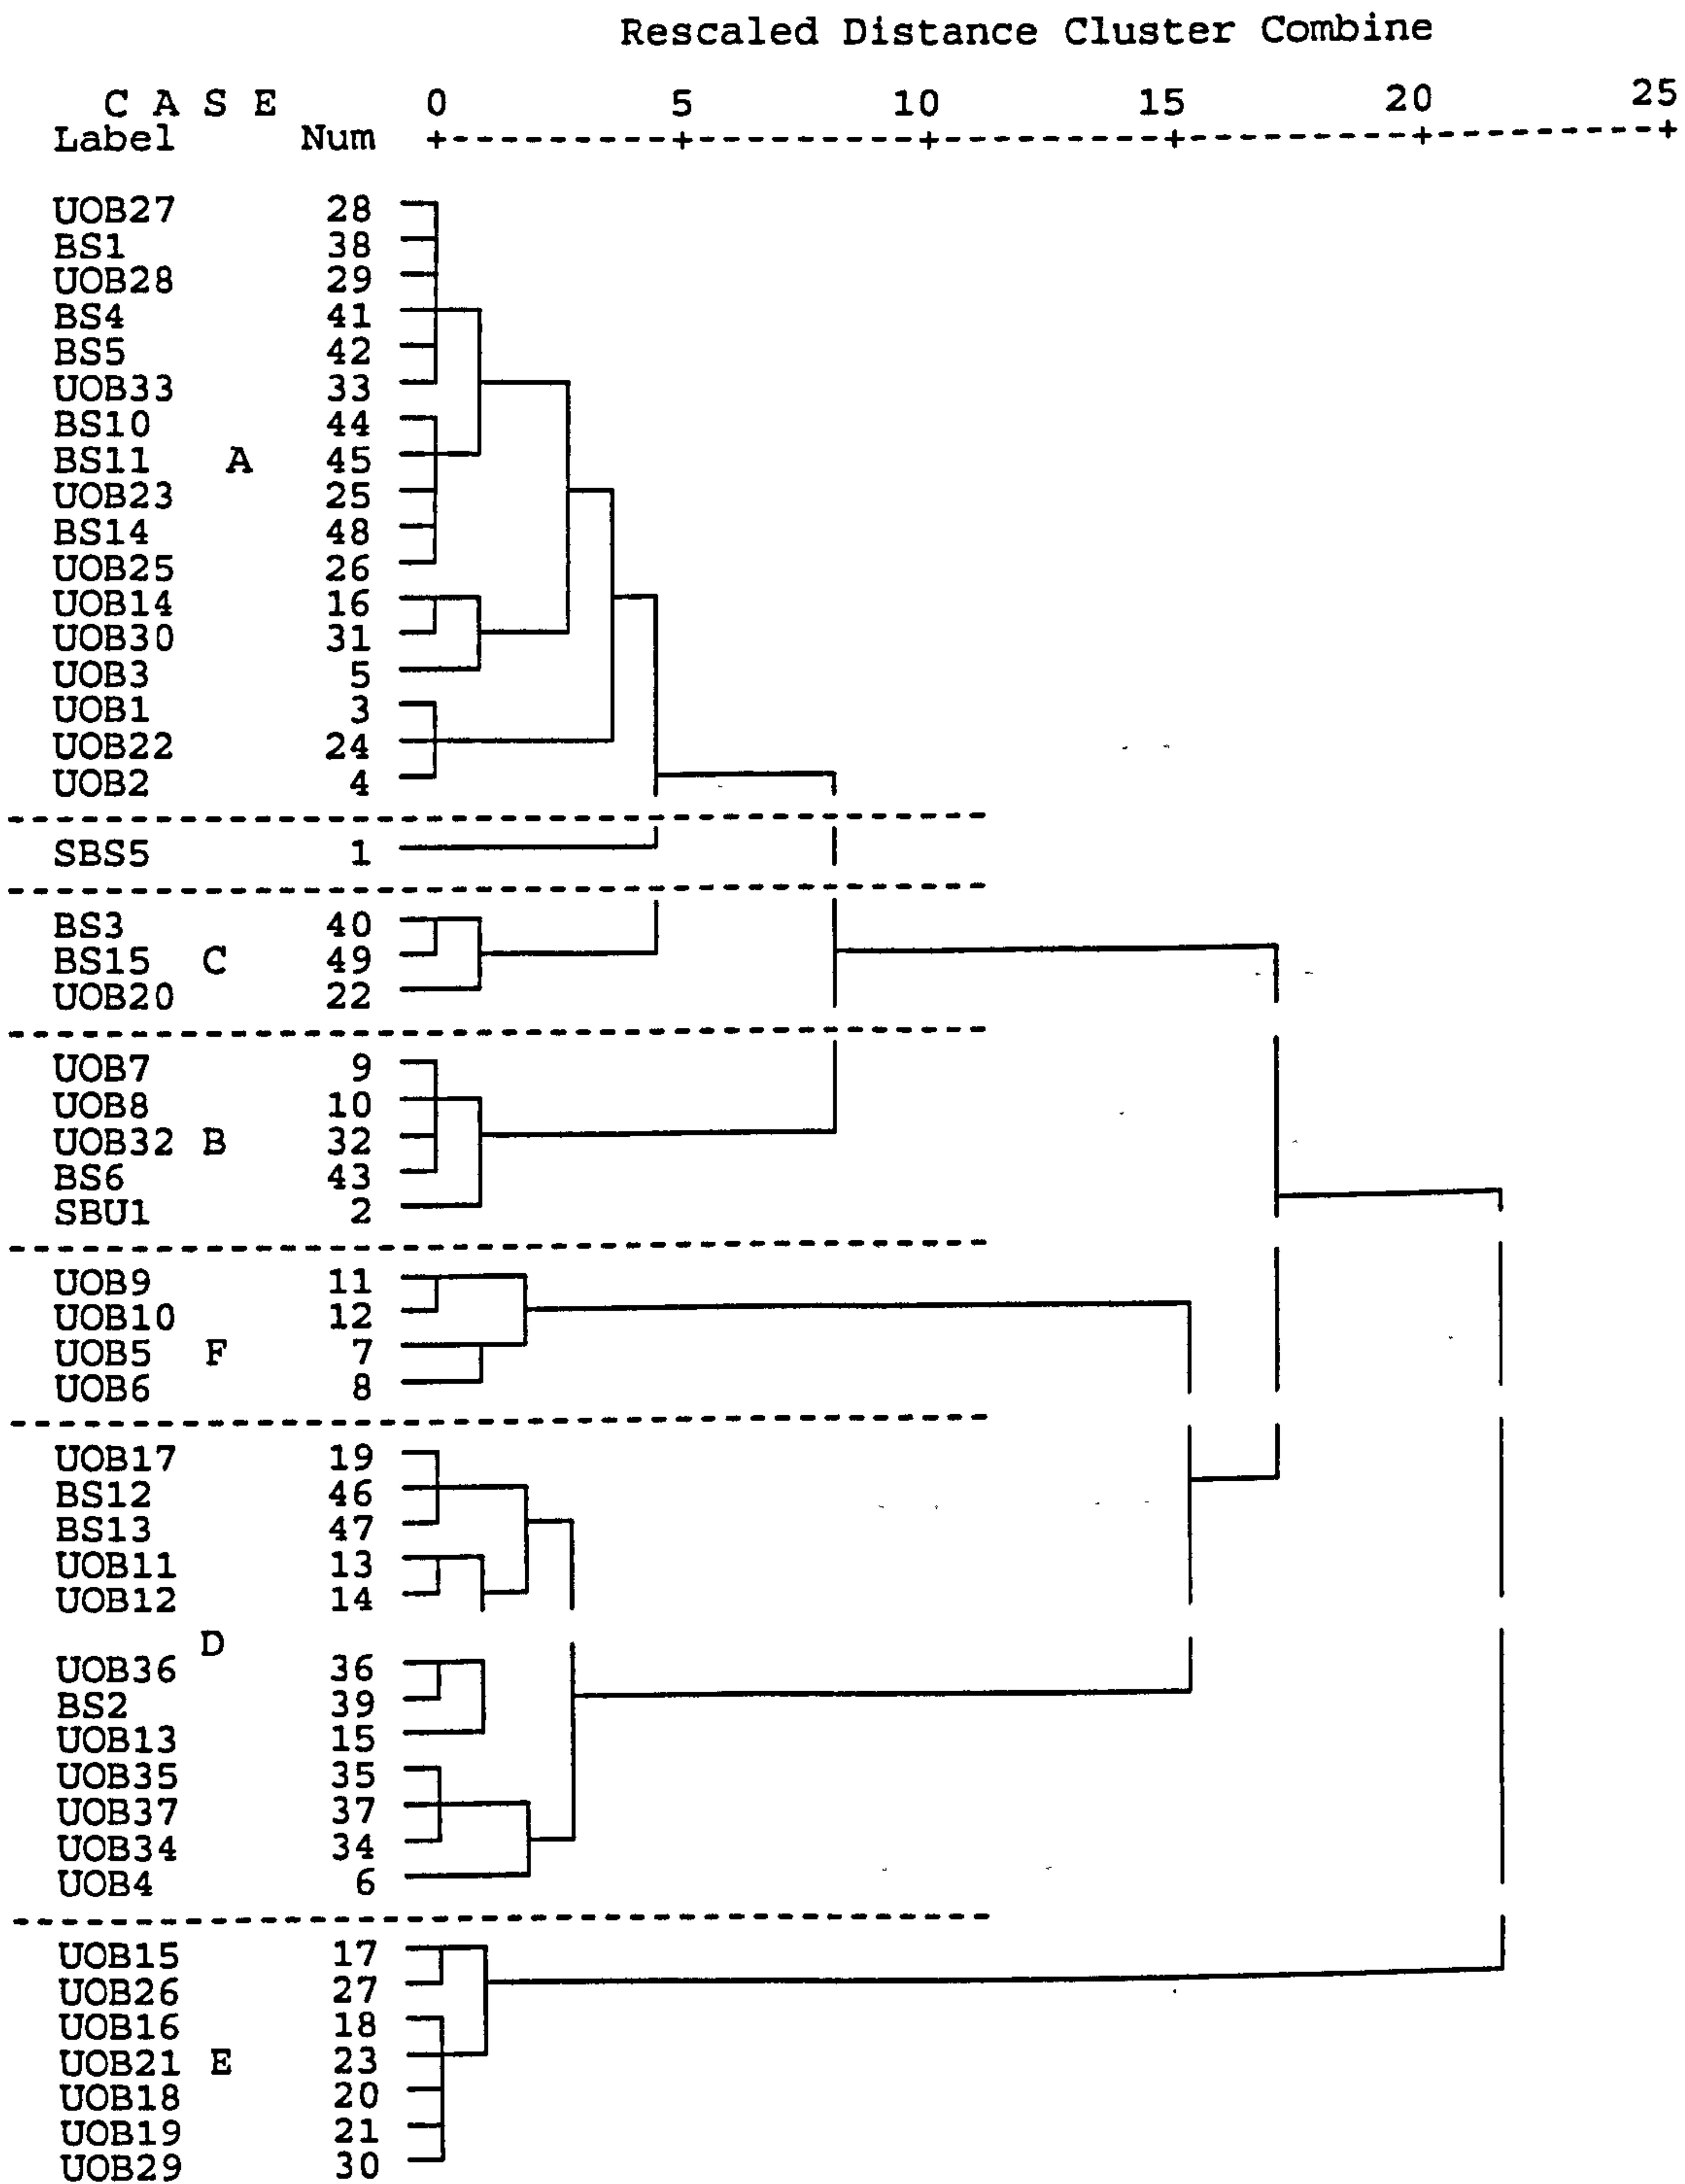 Rescaled Distance Cluster Combine
C A S E 0 5 10 15 20 25
Label Num +---------+---------+---------+---------+---------+
UOB27 28
BS1 38
UOB28 29
BS4 41
BS5 42
UOB33 33
BS10 44
BS11 A 45
UOB23 25
BS14 48
UOB25 26
UOB14 16
UOB30 31
UOB3 5
UOB1 3
UOB22 24
UOB2 4
SBS5 1
BS3 40
BS15 C 49
UOB20 22
UOB7 9
UOB8 10
UOB32 B 32
BS6 43
SBU1 2
UOB9 11
UOB10 12
UOB5 F 7
UOB6 8
UOB17 19
BS12 46
BS13 47
UOB11 13
UOB12 14
D
UOB36 36
BS2 39
UOB13 15
UOB35 35
UOB37 37
UOB34 34
UOB4 6
UOB15 17
UOB26 27
UOB16 18
UOB21 E 23
UOB18 20
UOB19 21
UOB29 30